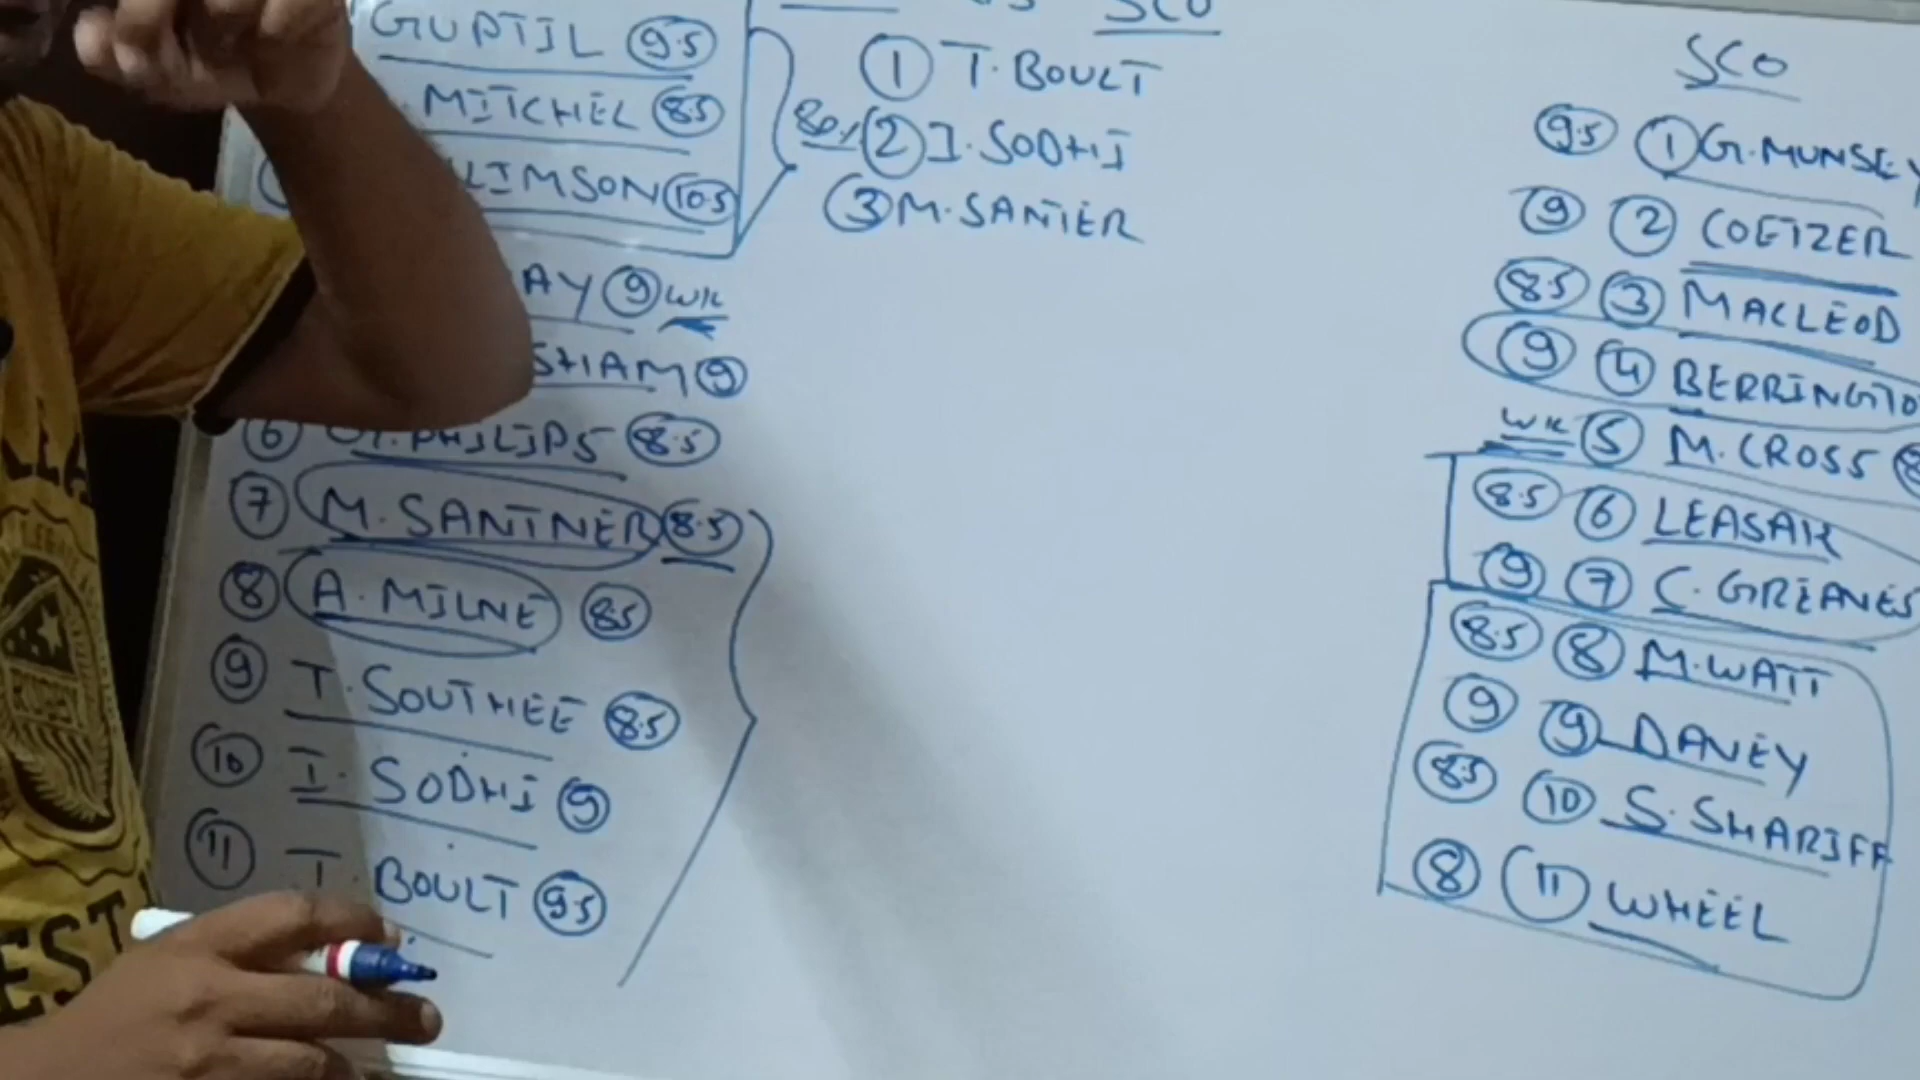 GUPTIL 9.5
MITCHEL 8.5
LIMSON 10.5
AY 9 WK
SHAM 9
6 G.PHILIPS 8.5
7 M.SANTNER 8.5
8 A.MILNE 8.5
9 T.SOUTHEE 8.5
10 I.SODHI 9
11 T.BOULT 9.5
SCO
1 T.BOULT
80% 2 I.SODHI
3 M.SANTER
SCO
9.5 1 G.MUNSEY
9 2 COETZER
8.5 3 MACLEOD
9 4 BERRINGTO
WK 5 M.CROSS 8
8.5 6 LEASAK
9 7 C.GREAVES
8.5 8 M.WATT
9 9 DAVEY
8.5 10 S.SHARIFF
8 11 WHEEL
EST